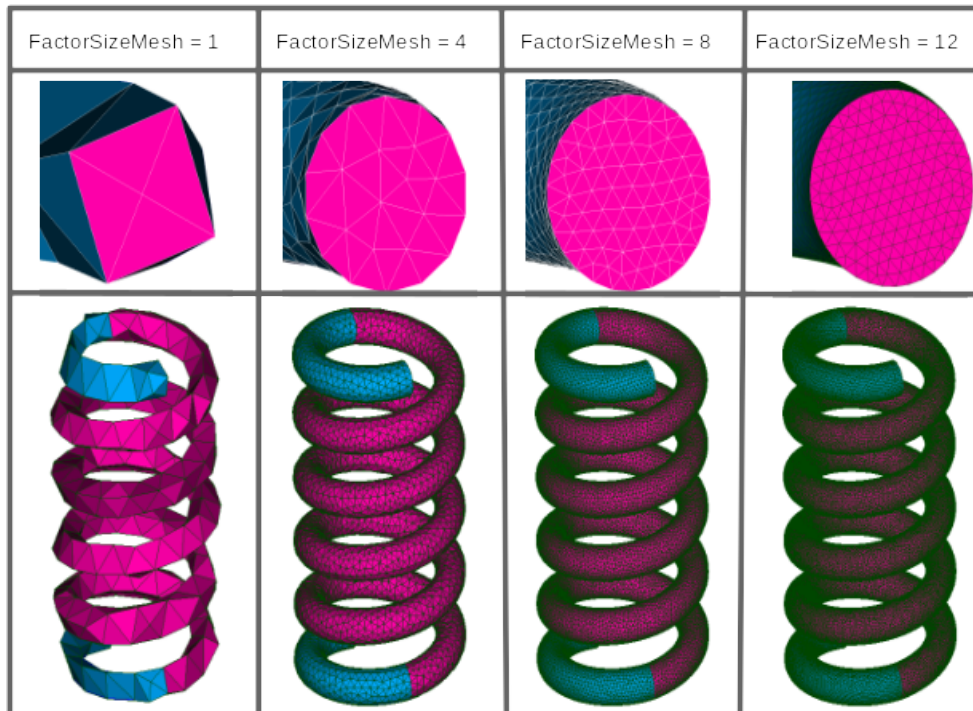 FactorSizeMesh = 1
FactorSizeMesh = 4
FactorSizeMesh = 8
FactorSizeMesh = 12